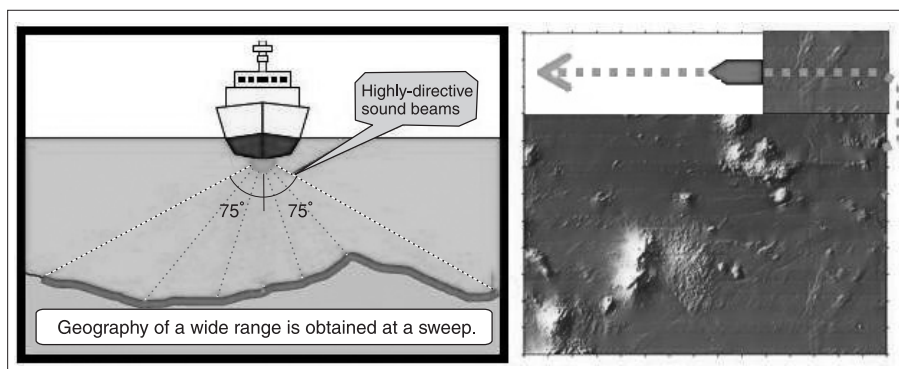 Highly-directive
sound beams
75° 75°
Geography of a wide range is obtained at a sweep.